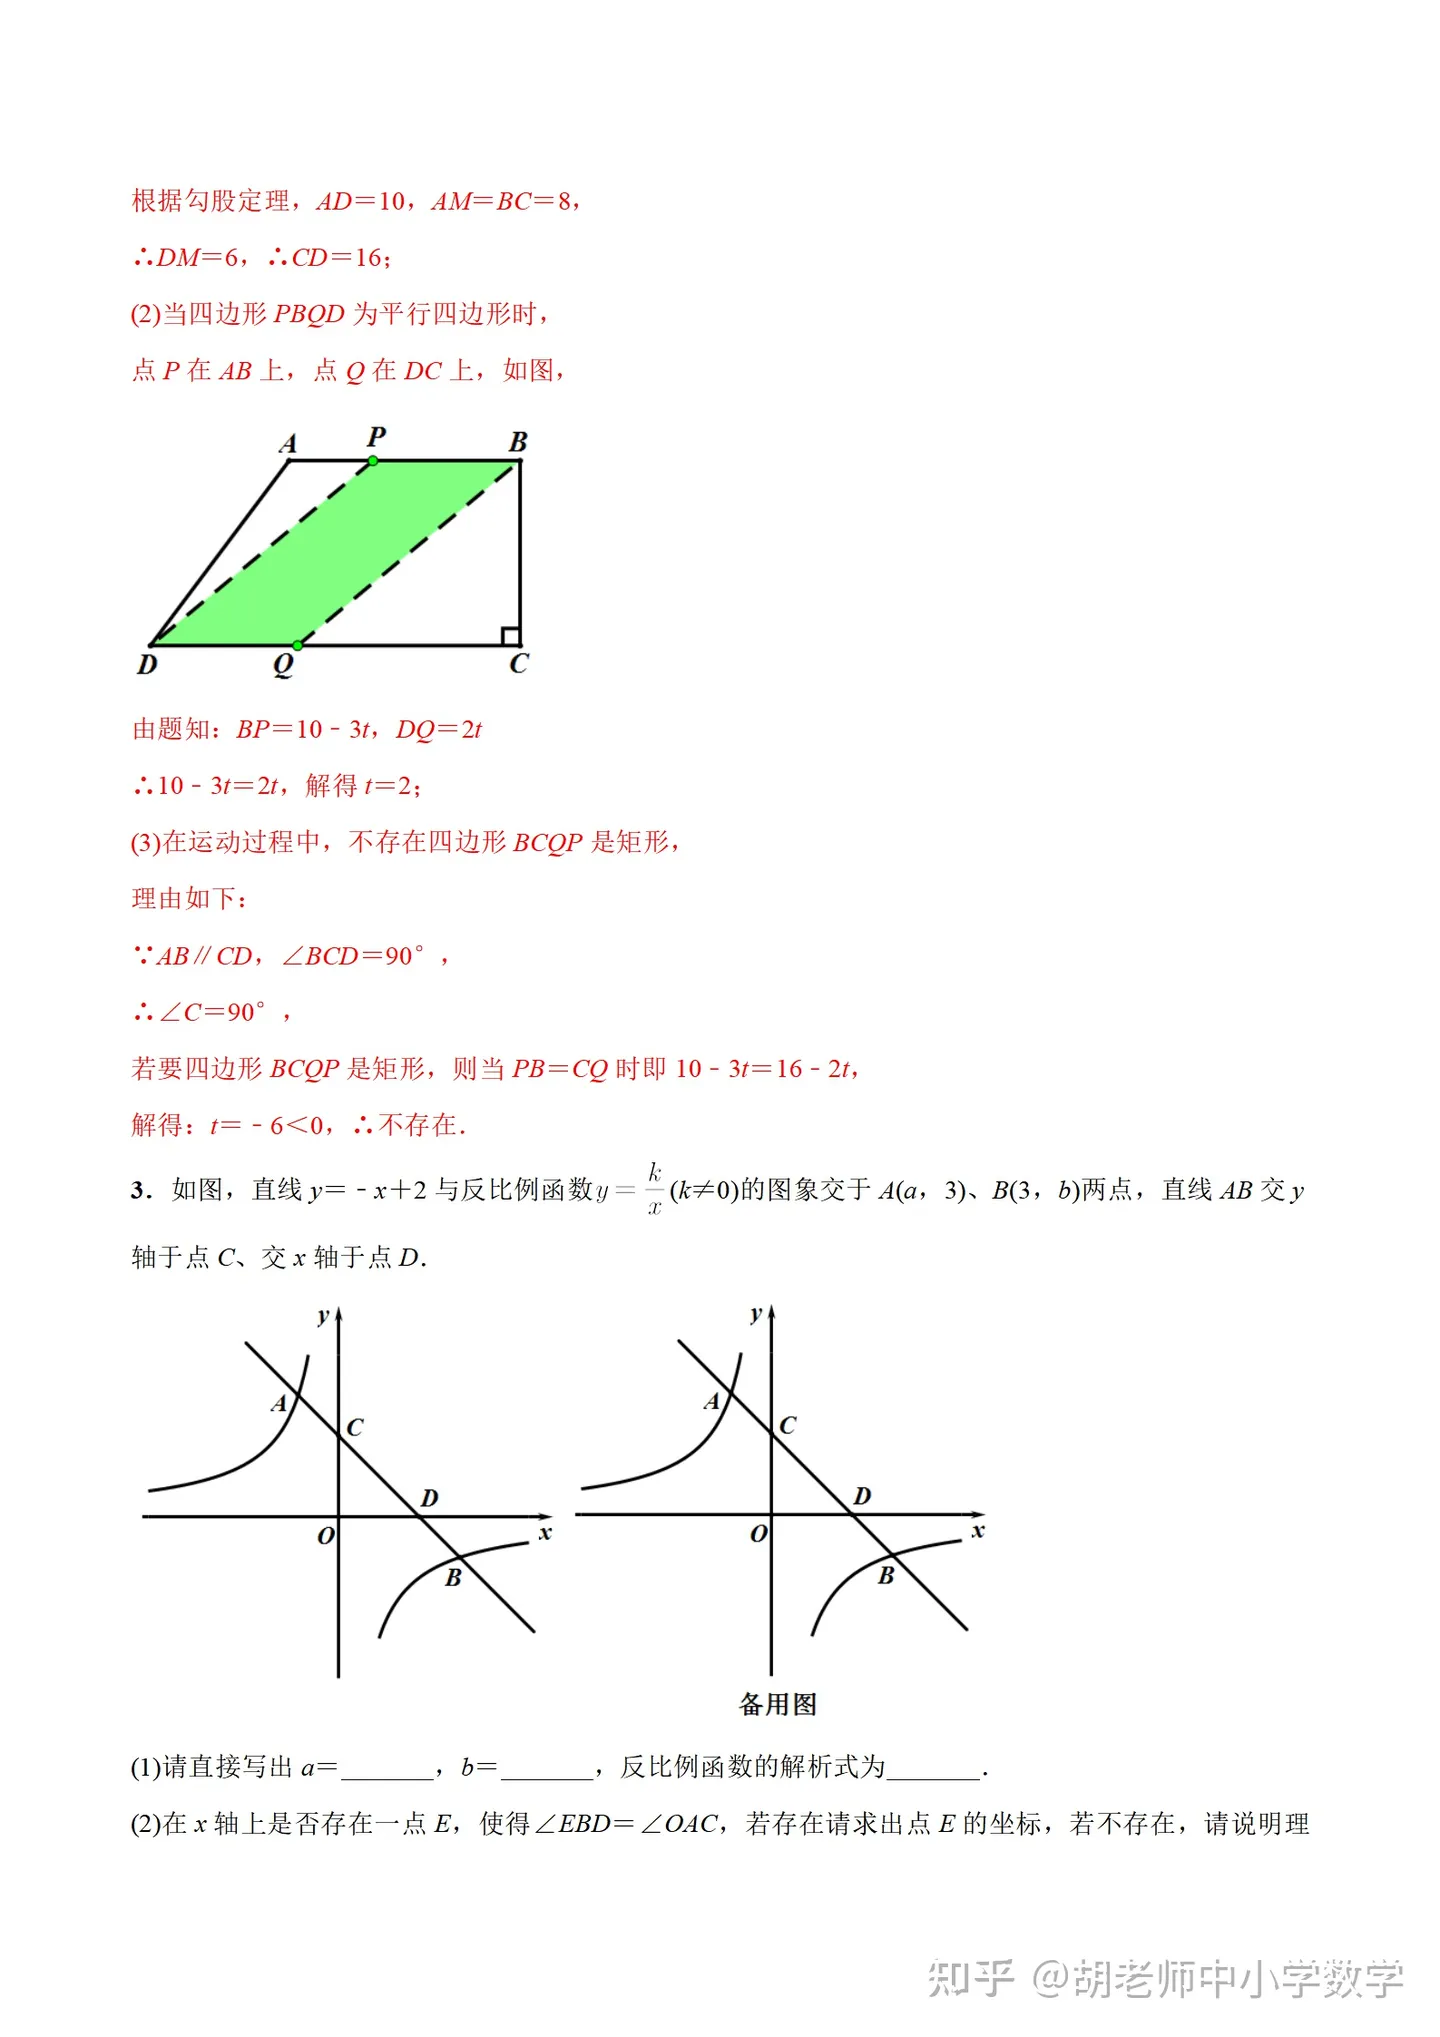 根据勾股定理，AD＝10，AM＝BC＝8，
∴DM＝6，∴CD＝16；
(2)当四边形 PBQD 为平行四边形时，
点 P 在 AB 上，点 Q 在 DC 上，如图，
A P B
D Q C
由题知：BP＝10﹣3t，DQ＝2t
∴10﹣3t＝2t，解得 t＝2；
(3)在运动过程中，不存在四边形 BCQP 是矩形，
理由如下：
∵AB∥CD，∠BCD＝90°，
∴∠C＝90°，
若要四边形 BCQP 是矩形，则当 PB＝CQ 时即 10﹣3t＝16﹣2t，
解得：t＝﹣6＜0，∴不存在．
3．如图，直线 y＝﹣x＋2 与反比例函数 y = k/x (k≠0)的图象交于 A(a，3)、B(3，b)两点，直线 AB 交 y
轴于点 C、交 x 轴于点 D．
y y
A C A C
D D
O x O x
B B
备用图
(1)请直接写出 a＝_______，b＝_______，反比例函数的解析式为_______．
(2)在 x 轴上是否存在一点 E，使得∠EBD＝∠OAC，若存在请求出点 E 的坐标，若不存在，请说明理
知乎 @胡老师中小学数学